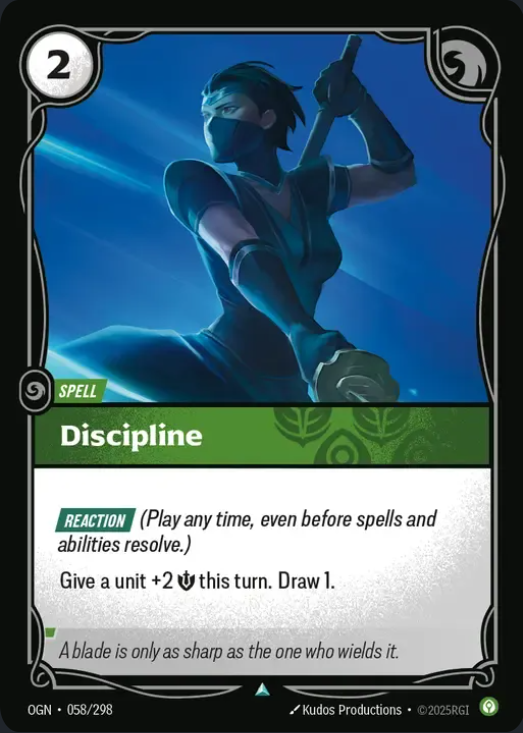 2
SPELL
Discipline
REACTION (Play any time, even before spells and
abilities resolve.)
Give a unit +2 this turn. Draw 1.
A blade is only as sharp as the one who wields it.
OGN • 058/298
Kudos Productions • ©2025RGI